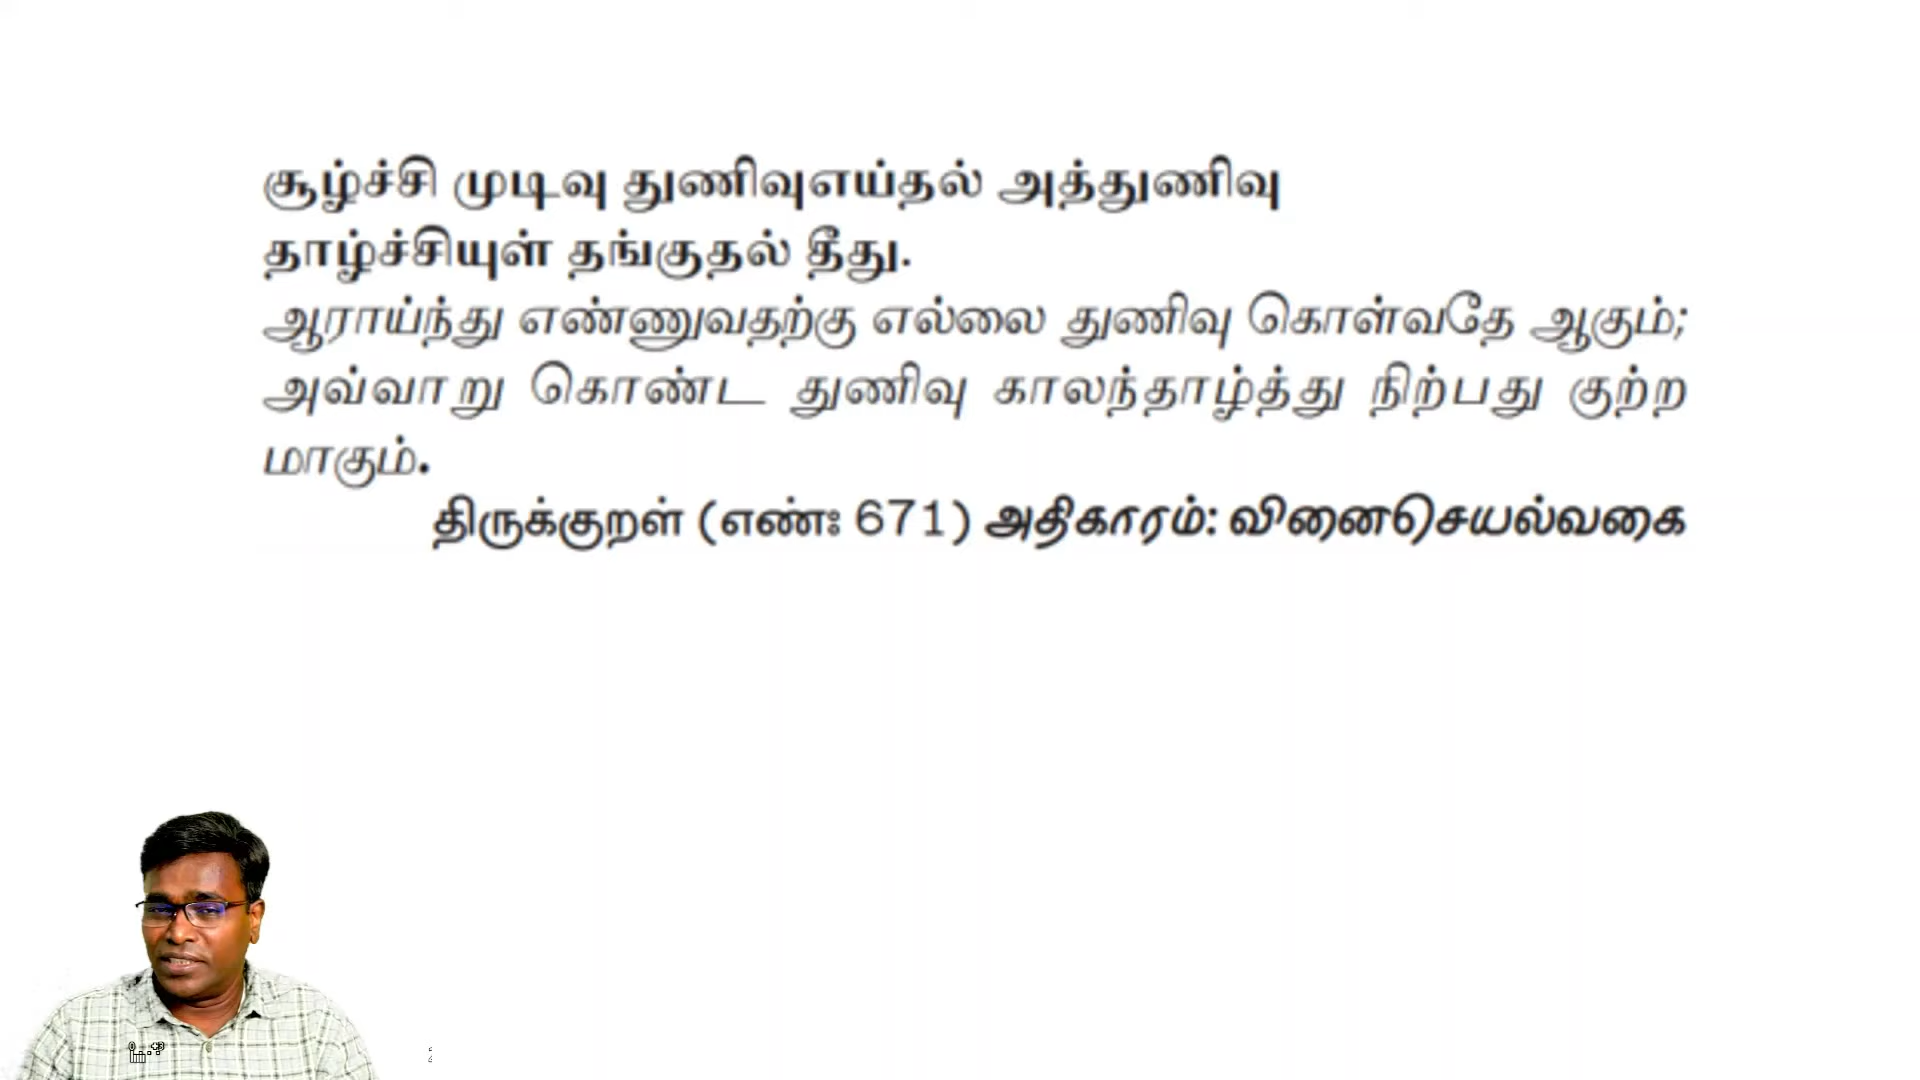 சூழ்ச்சி முடிவு துணிவுஎய்தல் அத்துணிவு
தாழ்ச்சியுள் தங்குதல் தீது.
ஆராய்ந்து எண்ணுவதற்கு எல்லை துணிவு கொள்வதே ஆகும்;
அவ்வாறு கொண்ட துணிவு காலந்தாழ்த்து நிற்பது குற்ற
மாகும்.
திருக்குறள் (எண்ஃ 671) அதிகாரம்: வினைசெயல்வகை